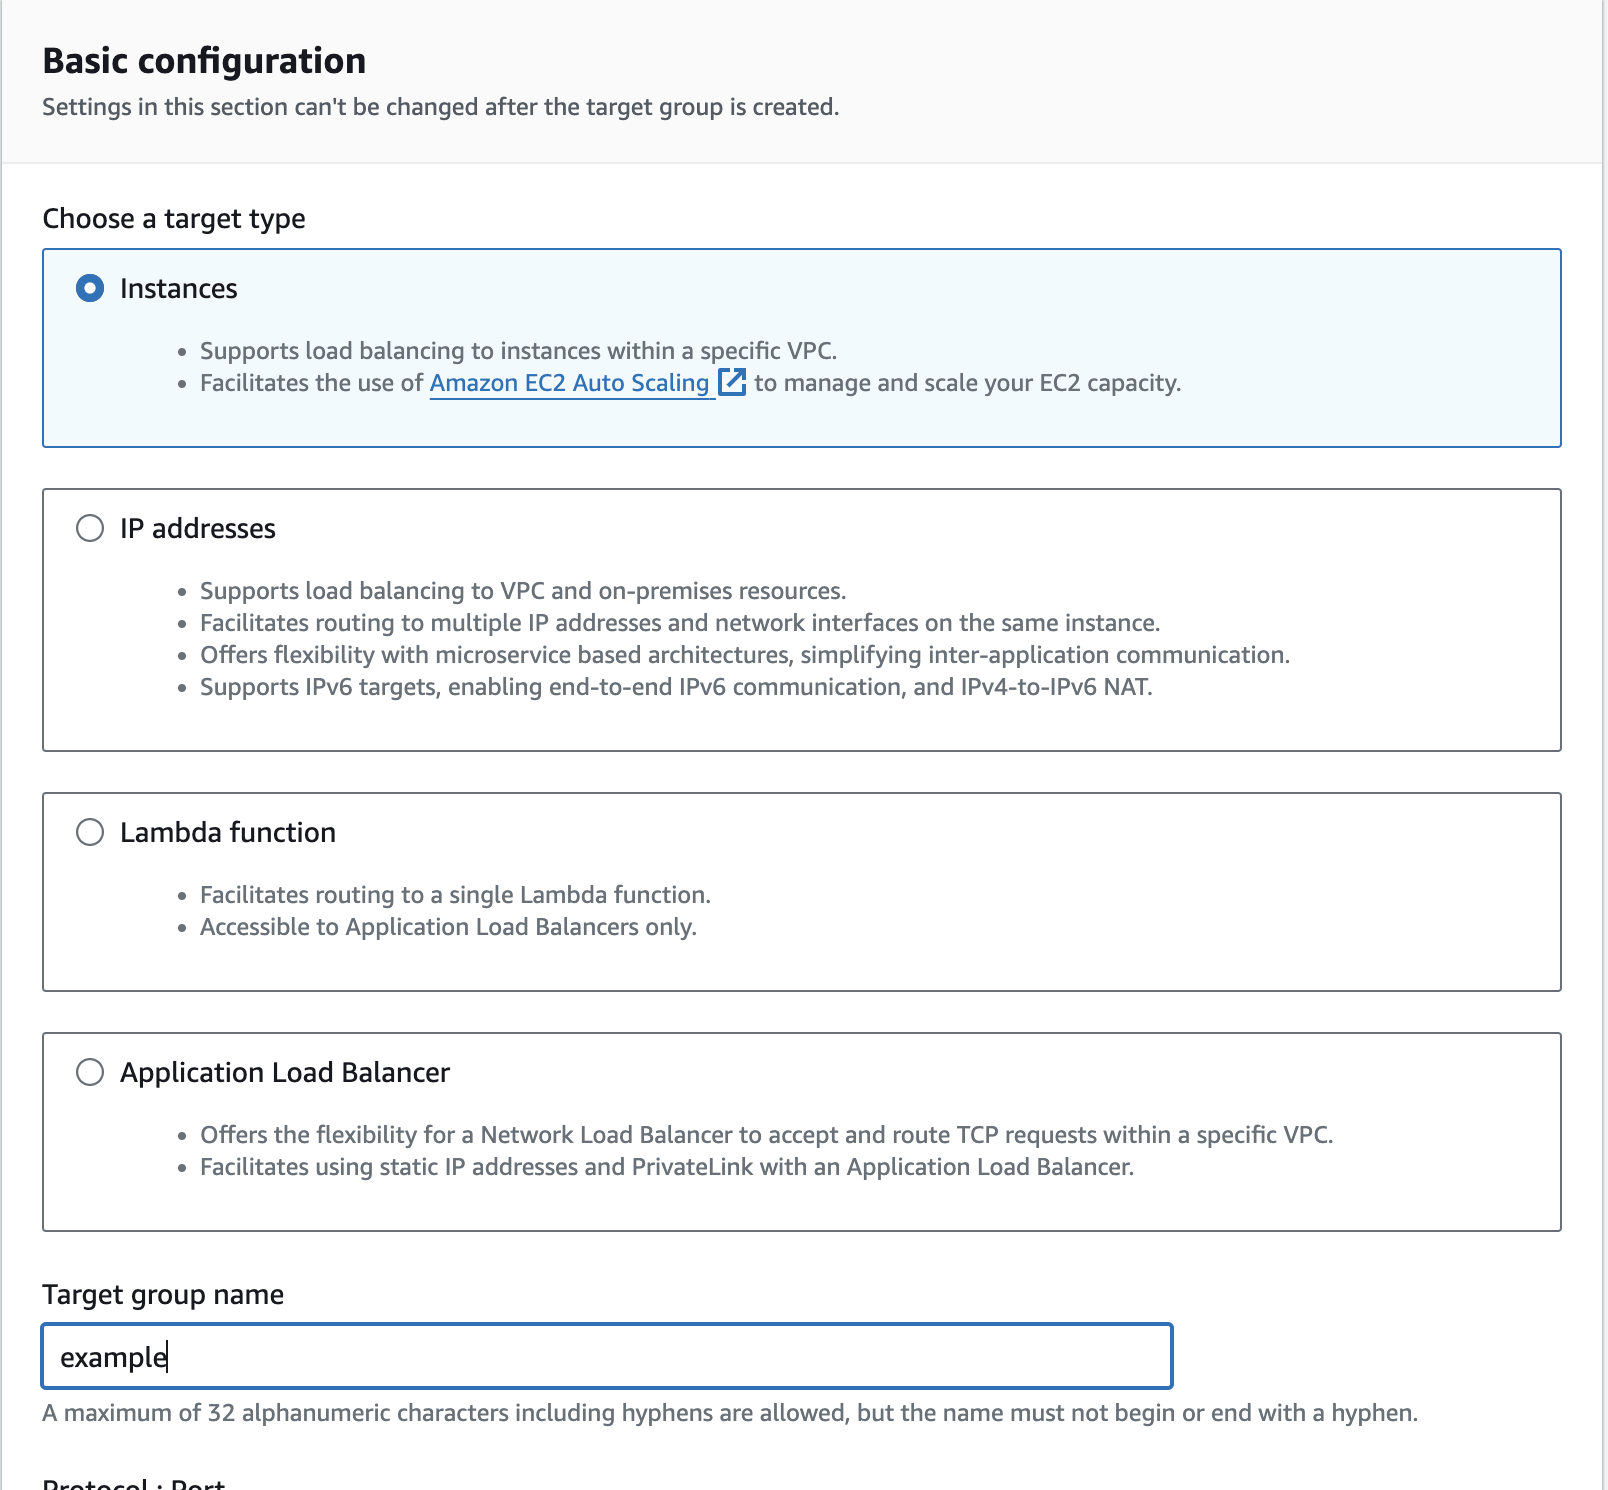 Basic configuration
Settings in this section can't be changed after the target group is created.
Choose a target type
Instances
Supports load balancing to instances within a specific VPC.
Facilitates the use of Amazon EC2 Auto Scaling to manage and scale your EC2 capacity.
IP addresses
Supports load balancing to VPC and on-premises resources.
Facilitates routing to multiple IP addresses and network interfaces on the same instance.
Offers flexibility with microservice based architectures, simplifying inter-application communication.
Supports IPv6 targets, enabling end-to-end IPv6 communication, and IPv4-to-IPv6 NAT.
Lambda function
Facilitates routing to a single Lambda function.
Accessible to Application Load Balancers only.
Application Load Balancer
Offers the flexibility for a Network Load Balancer to accept and route TCP requests within a specific VPC.
Facilitates using static IP addresses and PrivateLink with an Application Load Balancer.
Target group name
example
A maximum of 32 alphanumeric characters including hyphens are allowed, but the name must not begin or end with a hyphen.
Protocol : Port